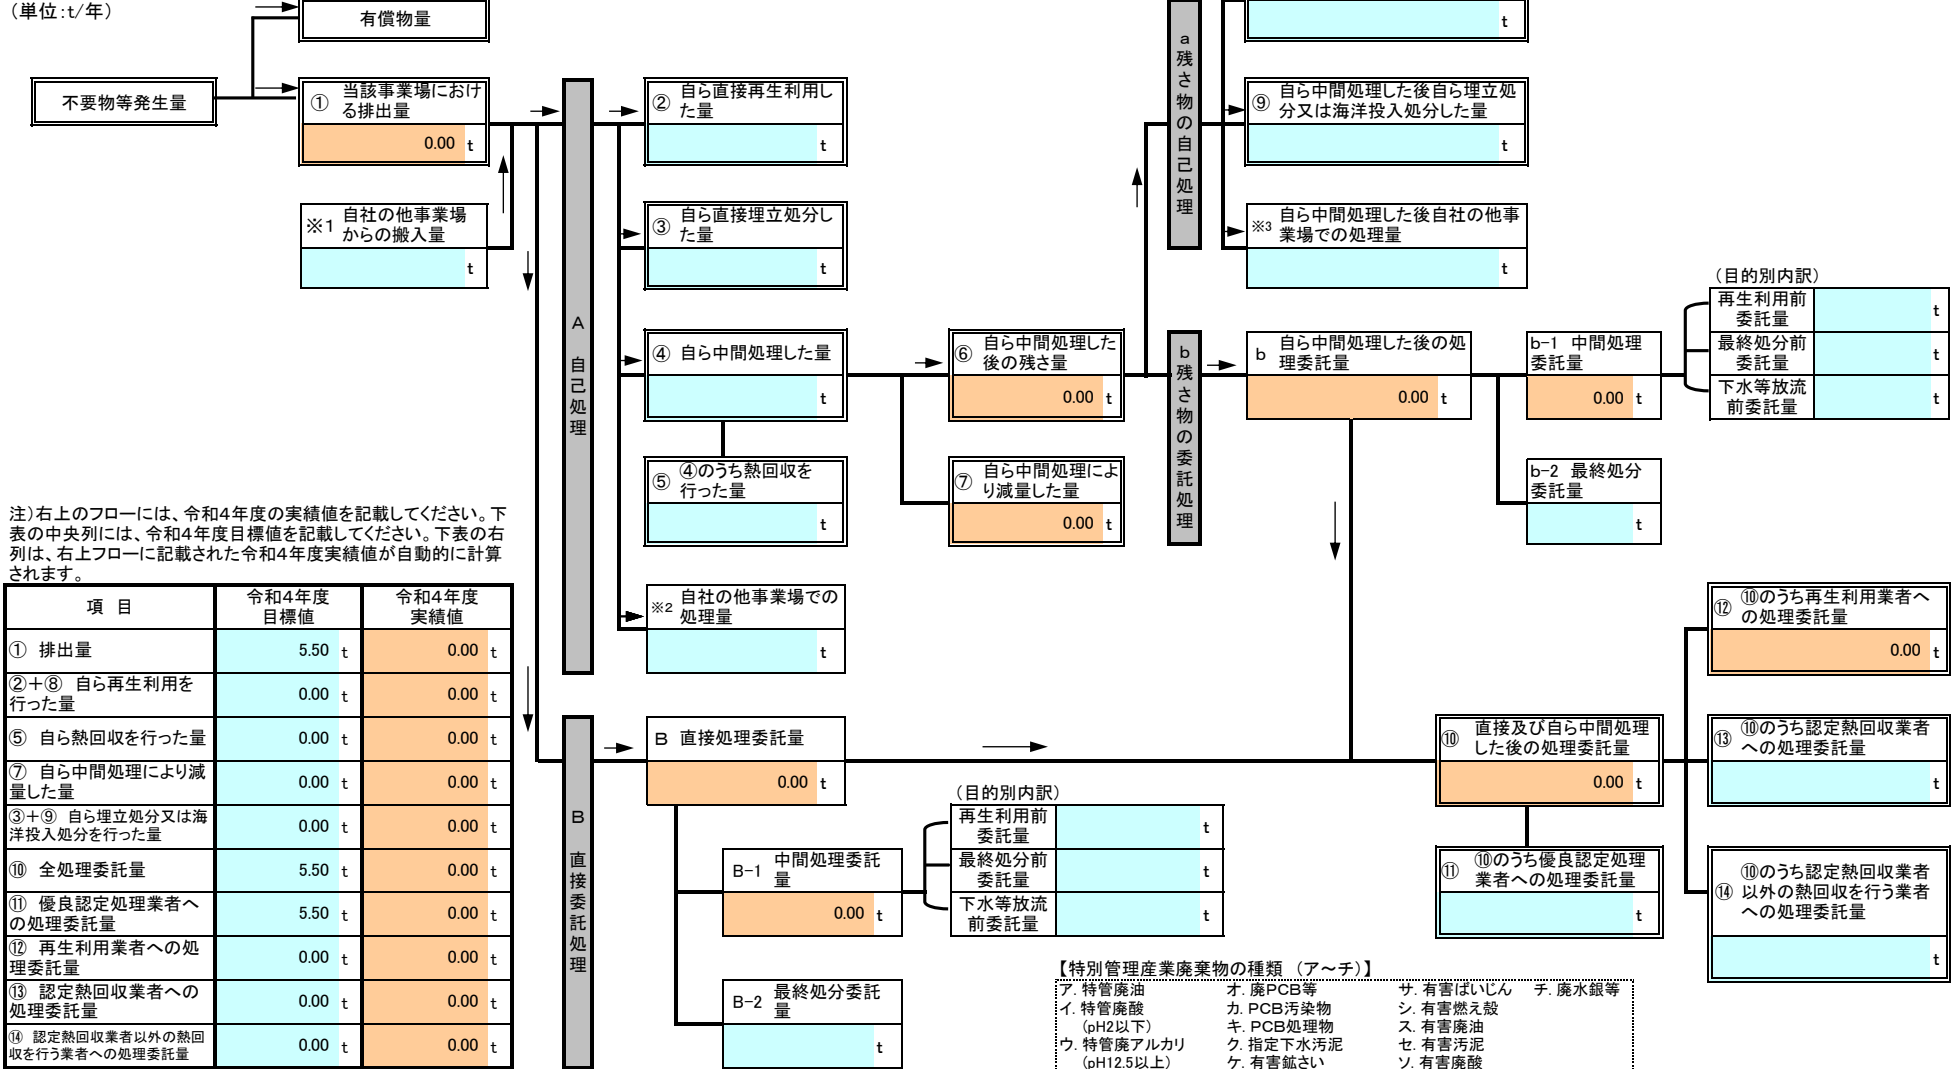 （単位：t/年）
有償物量
不要物等発生量
①
当該事業場におけ
る排出量
0.00 t
※1
自社の他事業場
からの搬入量
t
A 自己処理
②
自ら直接再生利用し
た量
t
③
自ら直接埋立処分し
た量
t
④ 自ら中間処理した量
t
⑤
④のうち熱回収を
行った量
t
※2
自社の他事業場での
処理量
t
⑥
自ら中間処理した
後の残さ量
0.00 t
⑦
自ら中間処理によ
り減量した量
0.00 t
a 残さ物の自己処理
t
⑨
自ら中間処理した後自ら埋立処
分又は海洋投入処分した量
t
※3
自ら中間処理した後自社の他事
業場での処理量
t
b 残さ物の委託処理
b
自ら中間処理した後の処
理委託量
0.00 t
b-1 中間処理
委託量
0.00 t
b-2 最終処分
委託量
t
（目的別内訳）
再生利用前
委託量
t
最終処分前
委託量
t
下水等放流
前委託量
t
注）右上のフローには、令和4年度の実績値を記載してください。下
表の中央列には、令和4年度目標値を記載してください。下表の右
列は、右上フローに記載された令和4年度実績値が自動的に計算
されます。
項 目
令和4年度
目標値
令和4年度
実績値
① 排出量 5.50 t 0.00 t
②＋⑧ 自ら再生利用を
行った量
0.00 t 0.00 t
⑤ 自ら熱回収を行った量 0.00 t 0.00 t
⑦ 自ら中間処理により減
量した量
0.00 t 0.00 t
③＋⑨ 自ら埋立処分又は海
洋投入処分を行った量
0.00 t 0.00 t
⑩ 全処理委託量 5.50 t 0.00 t
⑪ 優良認定処理業者へ
の処理委託量
5.50 t 0.00 t
⑫ 再生利用業者への処
理委託量
0.00 t 0.00 t
⑬ 認定熱回収業者への
処理委託量
0.00 t 0.00 t
⑭ 認定熱回収業者以外の熱回
収を行う業者への処理委託量
0.00 t 0.00 t
B 直接委託処理
B 直接処理委託量
0.00 t
B-1
中間処理委託
量
0.00 t
B-2
最終処分委託
量
t
（目的別内訳）
再生利用前
委託量
t
最終処分前
委託量
t
下水等放流
前委託量
t
⑩
直接及び自ら中間処理
した後の処理委託量
0.00 t
⑪
⑩のうち優良認定処理
業者への処理委託量
t
⑫
⑩のうち再生利用業者へ
の処理委託量
0.00 t
⑬
⑩のうち認定熱回収業者
への処理委託量
t
⑭
⑩のうち認定熱回収業者
以外の熱回収を行う業者
への処理委託量
t
【特別管理産業廃棄物の種類 （ア～チ）】
ア. 特管廃油 オ. 廃PCB等 サ. 有害ばいじん チ. 廃水銀等
イ. 特管廃酸 カ. PCB汚染物 シ. 有害燃え殻
（pH2以下） キ. PCB処理物 ス. 有害廃油
ウ. 特管廃アルカリ ク. 指定下水汚泥 セ. 有害汚泥
（pH12.5以上） ケ. 有害鉱さい ソ. 有害廃酸